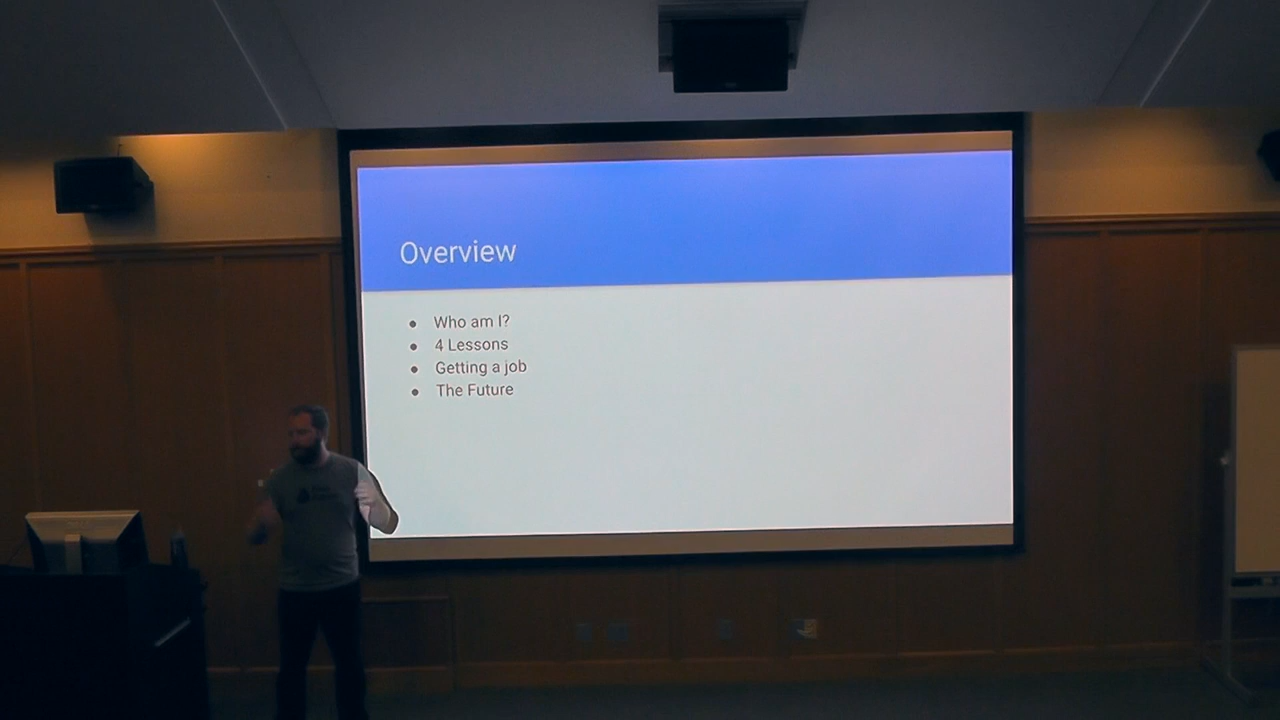 Overview
● Who am I?
● 4 Lessons
● Getting a job
● The Future